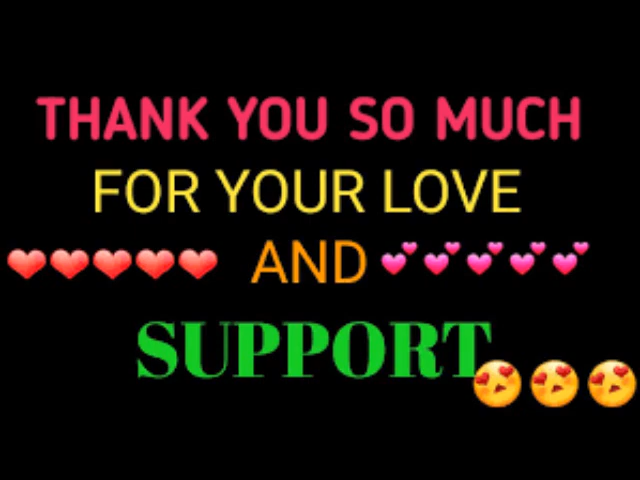 THANK YOU SO MUCH
FOR YOUR LOVE
❤❤❤❤❤ AND 💕💕💕💕💕
SUPPORT😍😍😍